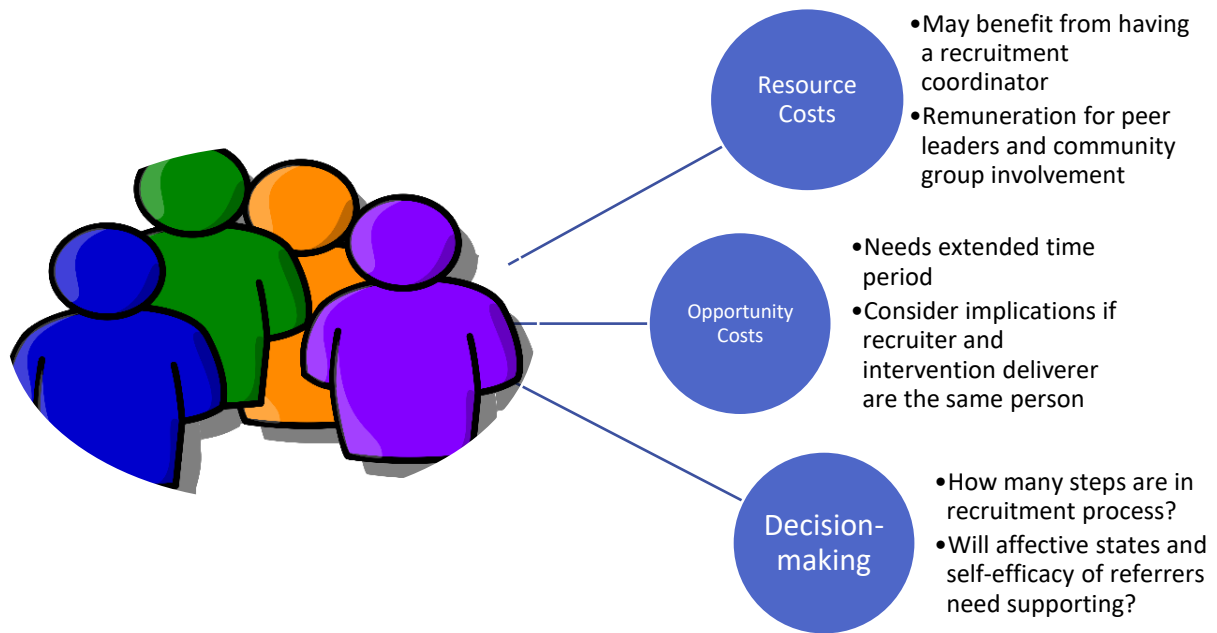 Resource
Costs
•May benefit from having
a recruitment
coordinator
•Remuneration for peer
leaders and community
group involvement
Opportunity
Costs
•Needs extended time
period
•Consider implications if
recruiter and
intervention deliverer
are the same person
Decision-
making
•How many steps are in
recruitment process?
•Will affective states and
self-efficacy of referrers
need supporting?